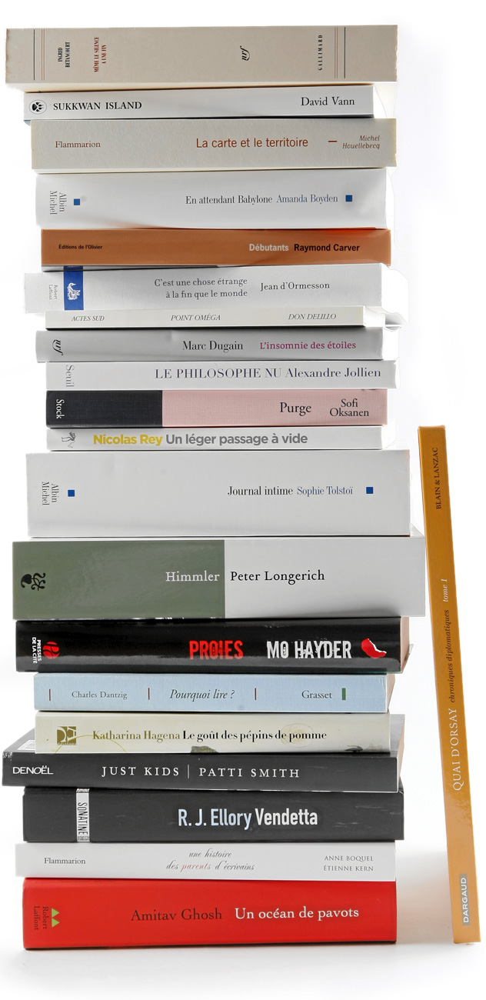 INGRID
BETANCOURT
MÊME LE SILENCE
A UNE FIN
nrf
GALLIMARD
SUKKWAN ISLAND David Vann
Flammarion La carte et le territoire — Michel
Houellebecq
Albin
Michel
En attendant Babylone Amanda Boyden
Editions de l'Olivier Débutants Raymond Carver
Robert
Laffont
C'est une chose étrange
à la fin que le monde
Jean d'Ormesson
ACTES SUD POINT OMÉGA DON DELILLO
nrf Marc Dugain L'insomnie des étoiles
Seuil LE PHILOSOPHE NU Alexandre Jollien
Stock Purge Sofi
Oksanen
Nicolas Rey Un léger passage à vide
Albin
Michel
Journal intime Sophie Tolstoï
Himmler Peter Longerich
PRESSES
DE LA CITÉ
PROIES MO HAYDER
Charles Dantzig Pourquoi lire ? Grasset
Katharina Hagena Le goût des pépins de pomme
DENOËL JUST KIDS | PATTI SMITH
SONATINE R. J. Ellory Vendetta
Flammarion
une histoire
des parents d'écrivains
ANNE BOQUEL
ÉTIENNE KERN
Robert
Laffont
Amitav Ghosh Un océan de pavots
DARGAUD QUAI D'ORSAY chroniques diplomatiques tome 1 BLAIN & LANZAC